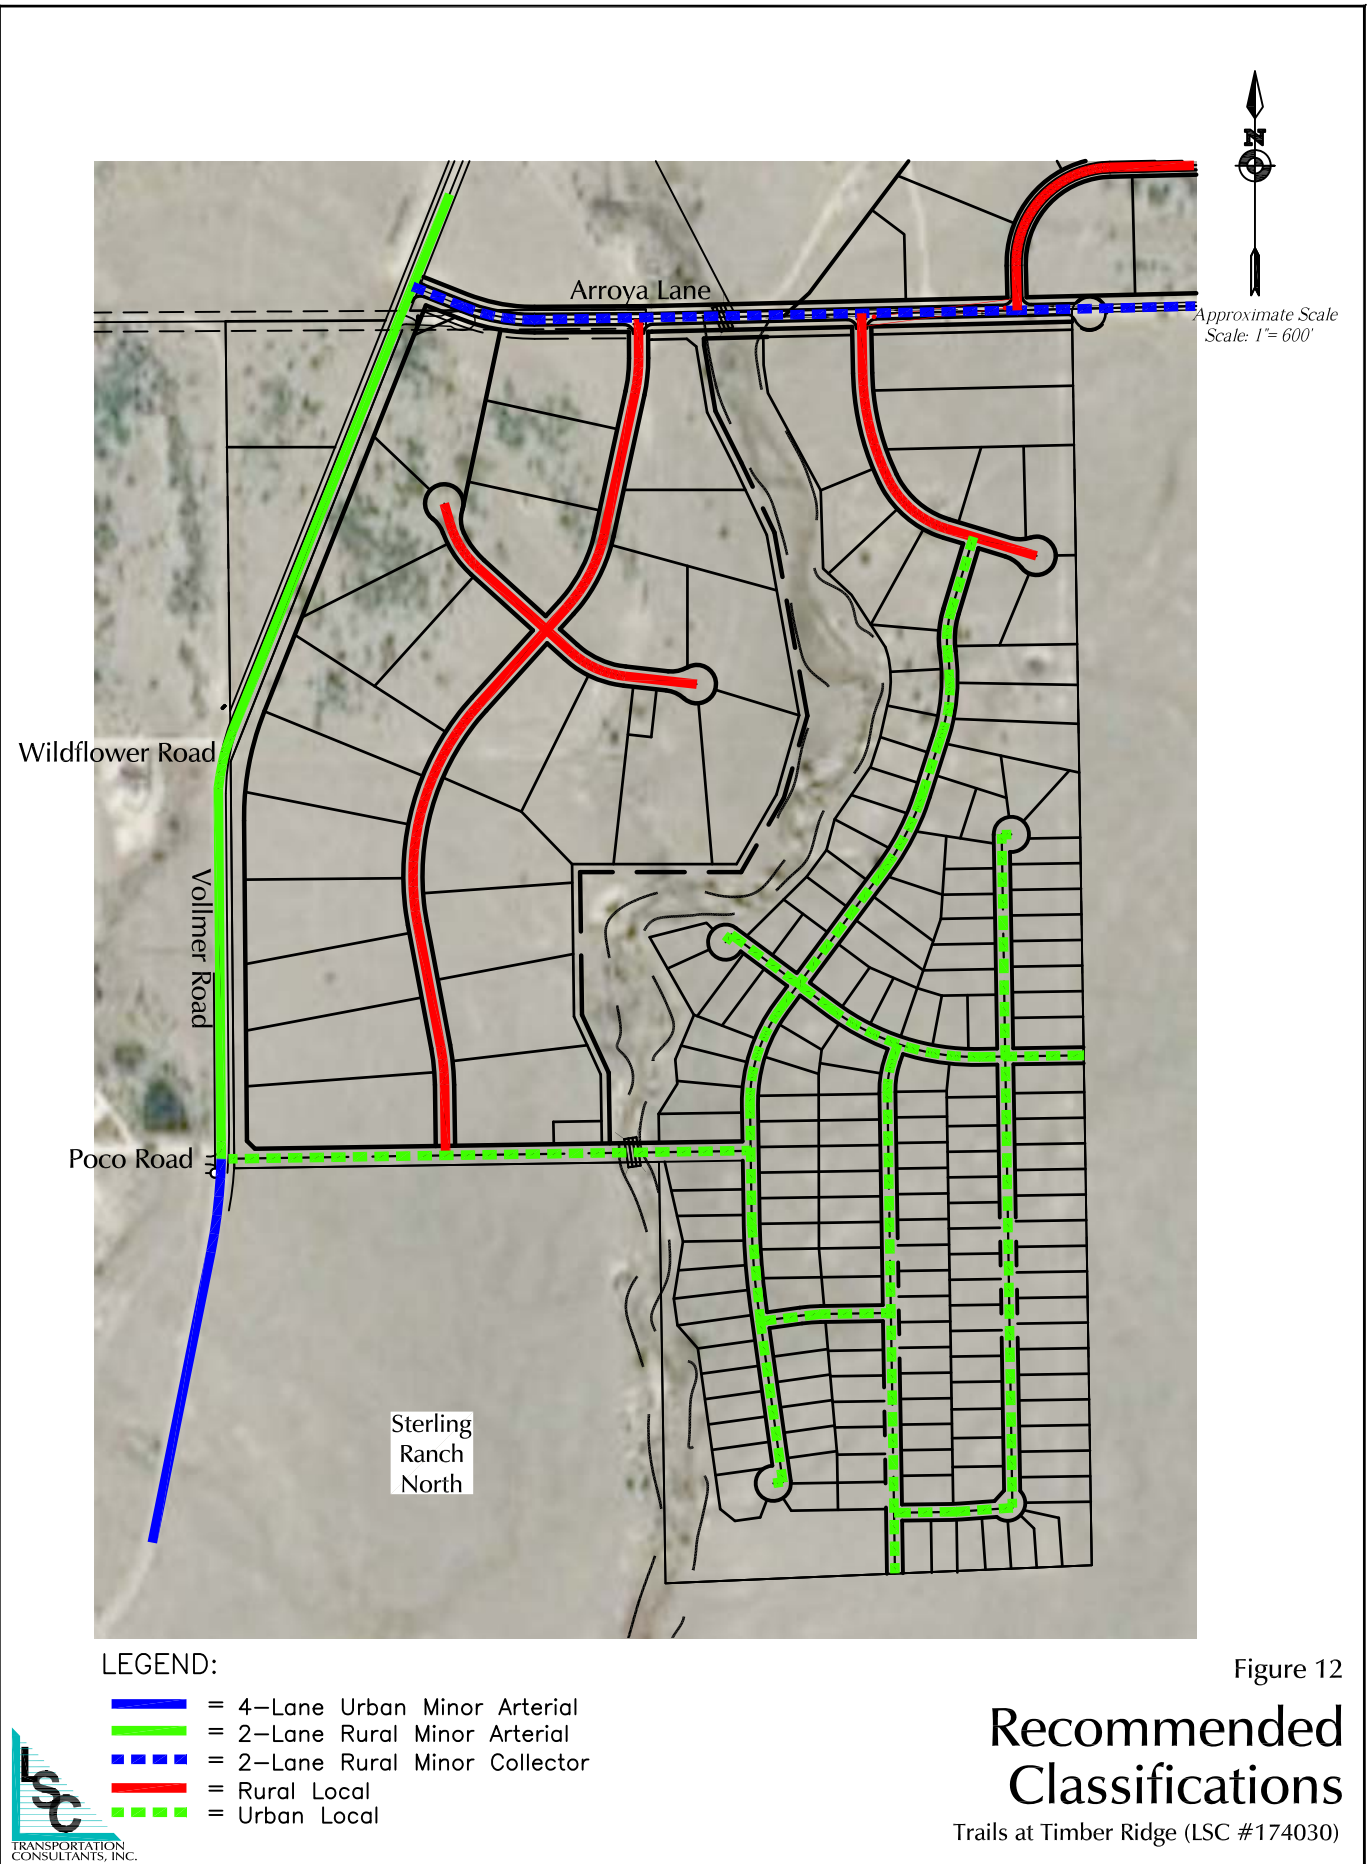 N
Approximate Scale
Scale: 1"= 600'
Arroya Lane
Wildflower Road
Vollmer Road
Poco Road
Sterling
Ranch
North
LEGEND:
= 4-Lane Urban Minor Arterial
= 2-Lane Rural Minor Arterial
= 2-Lane Rural Minor Collector
= Rural Local
= Urban Local
LSC
TRANSPORTATION
CONSULTANTS, INC.
Figure 12
Recommended
Classifications
Trails at Timber Ridge (LSC #174030)